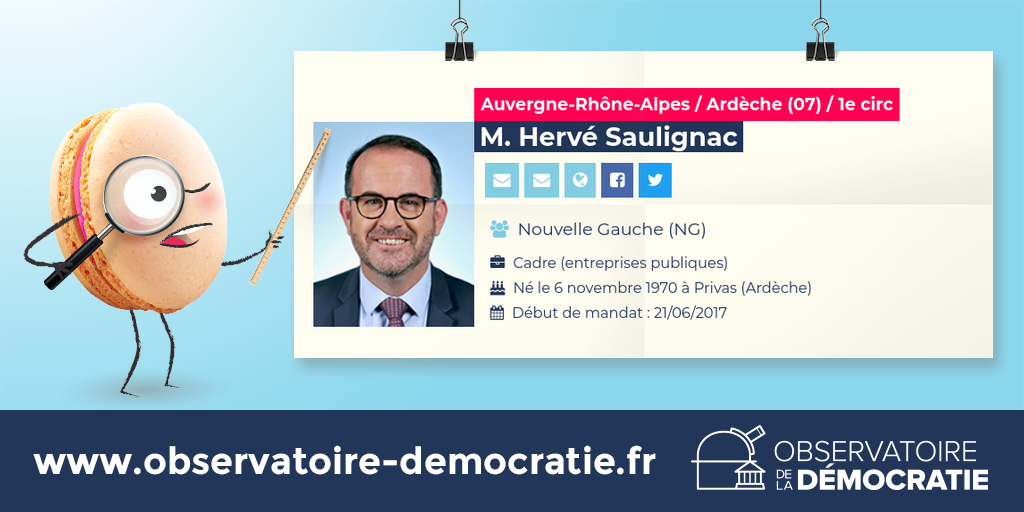 Auvergne-Rhône-Alpes / Ardèche (07) / 1e circ
M. Hervé Saulignac
Nouvelle Gauche (NG)
Cadre (entreprises publiques)
Né le 6 novembre 1970 à Privas (Ardèche)
Début de mandat : 21/06/2017
www.observatoire-democratie.fr
OBSERVATOIRE
DE LA DÉMOCRATIE